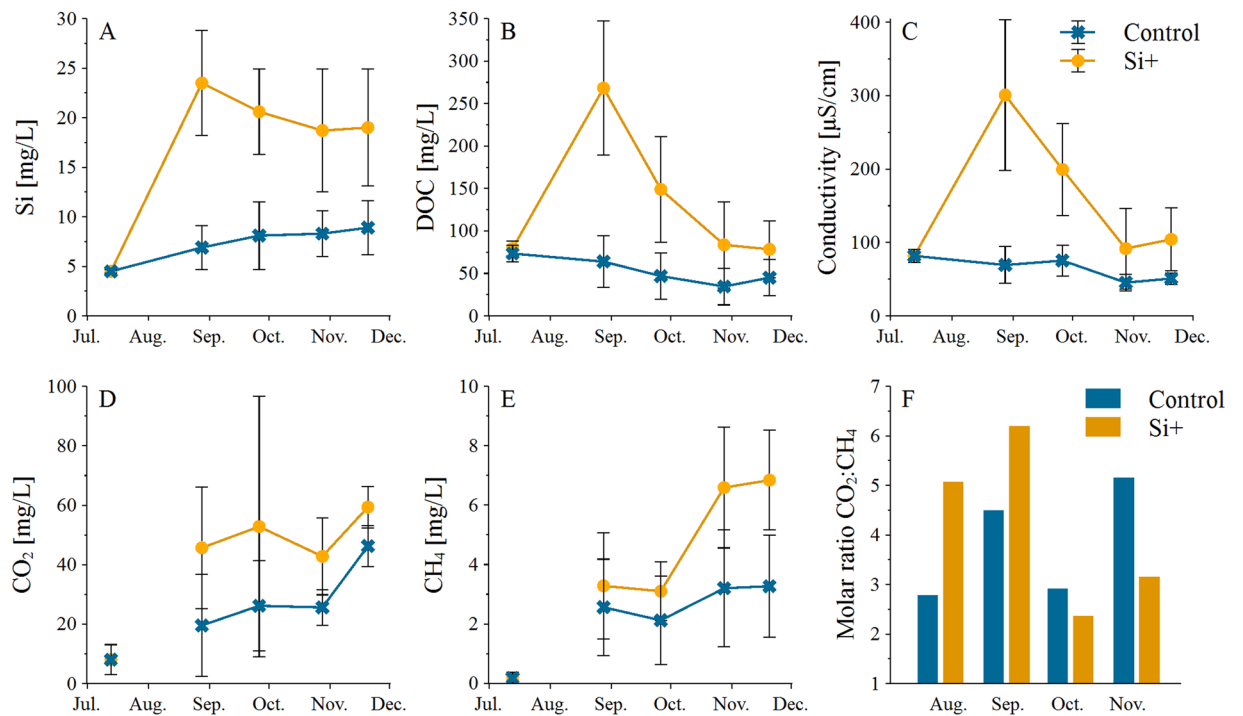 A
Si [mg/L]
30
25
20
15
10
5
0
Jul. Aug. Sep. Oct. Nov. Dec.
B
DOC [mg/L]
350
300
250
200
150
100
50
0
Jul. Aug. Sep. Oct. Nov. Dec.
C
Control
Si+
Conductivity [µS/cm]
400
300
200
100
0
Jul. Aug. Sep. Oct. Nov. Dec.
D
CO₂ [mg/L]
100
80
60
40
20
0
Jul. Aug. Sep. Oct. Nov. Dec.
E
CH₄ [mg/L]
10
8
6
4
2
0
Jul. Aug. Sep. Oct. Nov. Dec.
F
Control
Si+
Molar ratio CO₂:CH₄
7
6
5
4
3
2
1
Aug. Sep. Oct. Nov.